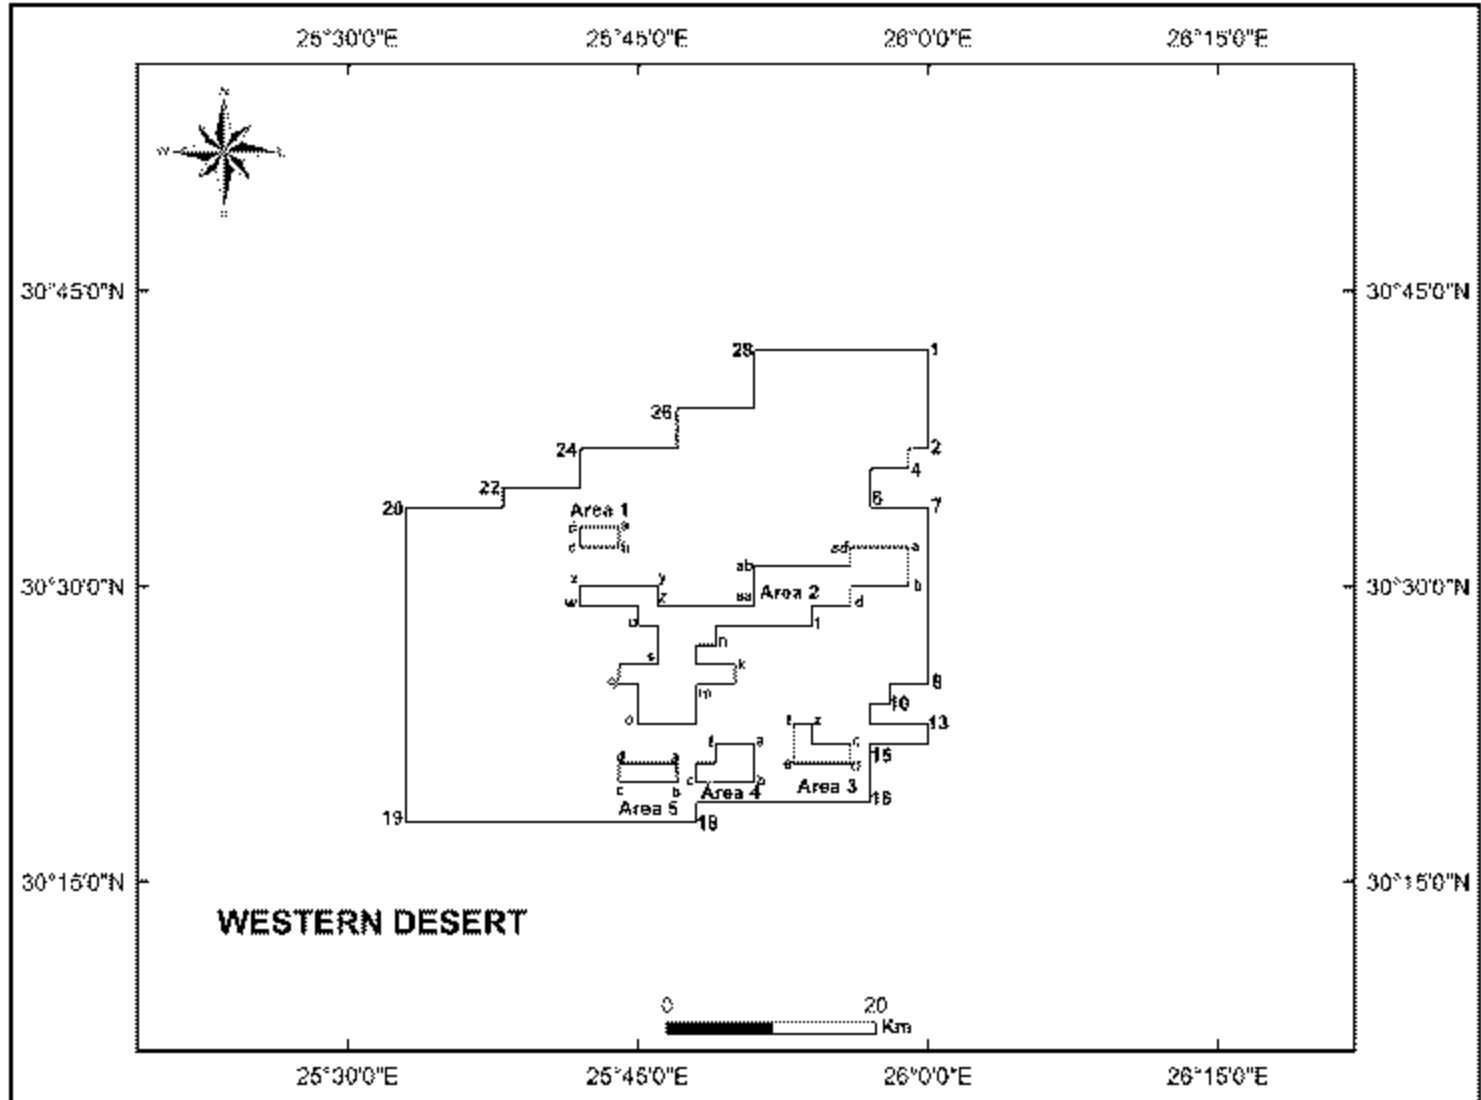 25°30'0"E 25°45'0"E 26°0'0"E 26°15'0"E
N
W E
S
30°45'0"N 30°45'0"N
28 1
26
24 2
4
22
20 6 7
Area 1
d a
c b
ad a
ab
30°30'0"N x y b 30°30'0"N
w z aa Area 2 d
u f
n
s k
m 8
10
o f 13
f a c
15
d a e
c b c b
Area 5 Area 4 Area 3 16
19 18
30°15'0"N 30°15'0"N
WESTERN DESERT
0 20
Km
25°30'0"E 25°45'0"E 26°0'0"E 26°15'0"E